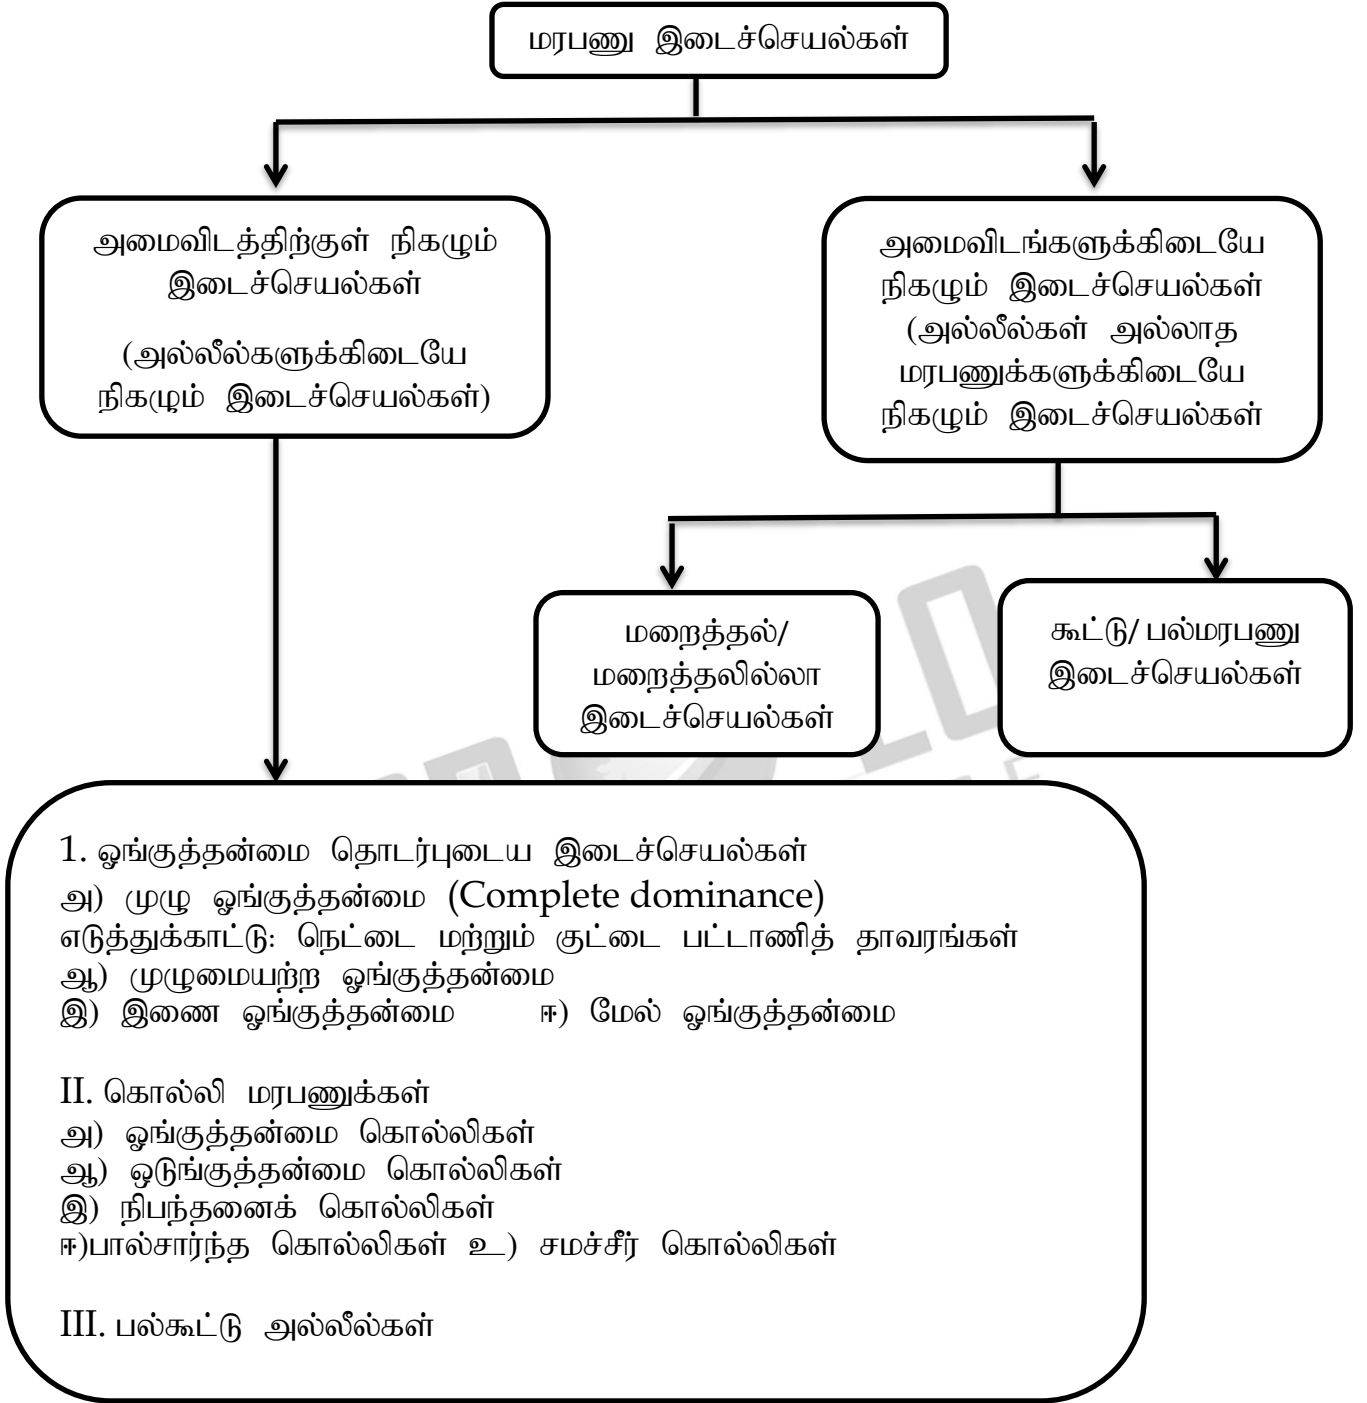 மரபணு இடைச்செயல்கள்
அமைவிடத்திற்குள் நிகழும்
இடைச்செயல்கள்
(அல்லீல்களுக்கிடையே
நிகழும் இடைச்செயல்கள்)
அமைவிடங்களுக்கிடையே
நிகழும் இடைச்செயல்கள்
(அல்லீல்கள் அல்லாத
மரபணுக்களுக்கிடையே
நிகழும் இடைச்செயல்கள்
மறைத்தல்/
மறைத்தலில்லா
இடைச்செயல்கள்
கூட்டு/ பல்மரபணு
இடைச்செயல்கள்
1. ஓங்குத்தன்மை தொடர்புடைய இடைச்செயல்கள்
அ) முழு ஓங்குத்தன்மை (Complete dominance)
எடுத்துக்காட்டு: நெட்டை மற்றும் குட்டை பட்டாணித் தாவரங்கள்
ஆ) முழுமையற்ற ஓங்குத்தன்மை
இ) இணை ஓங்குத்தன்மை ஈ) மேல் ஓங்குத்தன்மை
II. கொல்லி மரபணுக்கள்
அ) ஓங்குத்தன்மை கொல்லிகள்
ஆ) ஒடுங்குத்தன்மை கொல்லிகள்
இ) நிபந்தனைக் கொல்லிகள்
ஈ)பால்சார்ந்த கொல்லிகள் உ) சமச்சீர் கொல்லிகள்
III. பல்கூட்டு அல்லீல்கள்